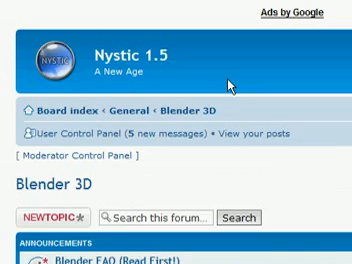 Ads by Google
NYSTIC
Nystic 1.5
A New Age
Board index ‹ General ‹ Blender 3D
User Control Panel (5 new messages) • View your posts
[ Moderator Control Panel ]
Blender 3D
NEWTOPIC*
Search this forum...
Search
ANNOUNCEMENTS
Blender FAQ (Read First!)